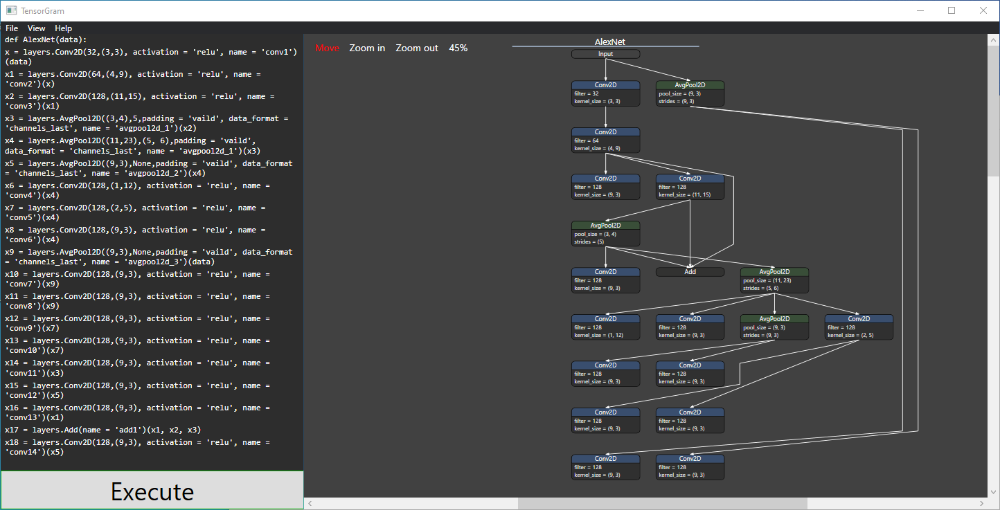 TensorGram
File View Help
def AlexNet(data):
x = layers.Conv2D(32,(3,3), activation = 'relu', name = 'conv1')
(data)
x1 = layers.Conv2D(64,(4,9), activation = 'relu', name =
'conv2')(x)
x2 = layers.Conv2D(128,(11,15), activation = 'relu', name =
'conv3')(x1)
x3 = layers.AvgPool2D((3,4),5,padding = 'vaild', data_format =
'channels_last', name = 'avgpool2d_1')(x2)
x4 = layers.AvgPool2D((11,23),(5, 6),padding = 'vaild',
data_format = 'channels_last', name = 'avgpool2d_1')(x3)
x5 = layers.AvgPool2D((9,3),None,padding = 'vaild', data_format
= 'channels_last', name = 'avgpool2d_2')(x4)
x6 = layers.Conv2D(128,(1,12), activation = 'relu', name =
'conv4')(x4)
x7 = layers.Conv2D(128,(2,5), activation = 'relu', name =
'conv5')(x4)
x8 = layers.Conv2D(128,(9,3), activation = 'relu', name =
'conv6')(x4)
x9 = layers.AvgPool2D((9,3),None,padding = 'vaild', data_format
= 'channels_last', name = 'avgpool2d_3')(data)
x10 = layers.Conv2D(128,(9,3), activation = 'relu', name =
'conv7')(x9)
x11 = layers.Conv2D(128,(9,3), activation = 'relu', name =
'conv8')(x9)
x12 = layers.Conv2D(128,(9,3), activation = 'relu', name =
'conv9')(x7)
x13 = layers.Conv2D(128,(9,3), activation = 'relu', name =
'conv10')(x7)
x14 = layers.Conv2D(128,(9,3), activation = 'relu', name =
'conv11')(x3)
x15 = layers.Conv2D(128,(9,3), activation = 'relu', name =
'conv12')(x5)
x16 = layers.Conv2D(128,(9,3), activation = 'relu', name =
'conv13')(x1)
x17 = layers.Add(name = 'add1')(x1, x2, x3)
x18 = layers.Conv2D(128,(9,3), activation = 'relu', name =
'conv14')(x5)
Execute
Move Zoom in Zoom out 45%
AlexNet
Input
Conv2D
filter = 32
kernel_size = (3, 3)
AvgPool2D
pool_size = (9, 3)
strides = (9, 3)
Conv2D
filter = 64
kernel_size = (4, 9)
Conv2D
filter = 128
kernel_size = (9, 3)
Conv2D
filter = 128
kernel_size = (11, 15)
AvgPool2D
pool_size = (3, 4)
strides = (5)
Conv2D
filter = 128
kernel_size = (9, 3)
Add
AvgPool2D
pool_size = (11, 23)
strides = (5, 6)
Conv2D
filter = 128
kernel_size = (1, 12)
Conv2D
filter = 128
kernel_size = (9, 3)
AvgPool2D
pool_size = (9, 3)
strides = (9, 3)
Conv2D
filter = 128
kernel_size = (2, 5)
Conv2D
filter = 128
kernel_size = (9, 3)
Conv2D
filter = 128
kernel_size = (9, 3)
Conv2D
filter = 128
kernel_size = (9, 3)
Conv2D
filter = 128
kernel_size = (9, 3)
Conv2D
filter = 128
kernel_size = (9, 3)
Conv2D
filter = 128
kernel_size = (9, 3)